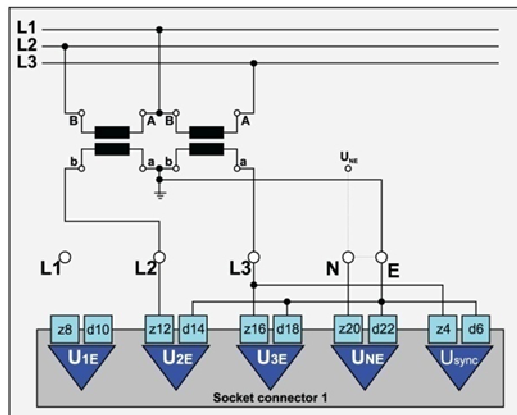 L1
L2
L3
B A B A
b a b a
UNE
L1 L2 L3 N E
z8 d10 z12 d14 z16 d18 z20 d22 z4 d6
U1E U2E U3E UNE Usync
Socket connector 1